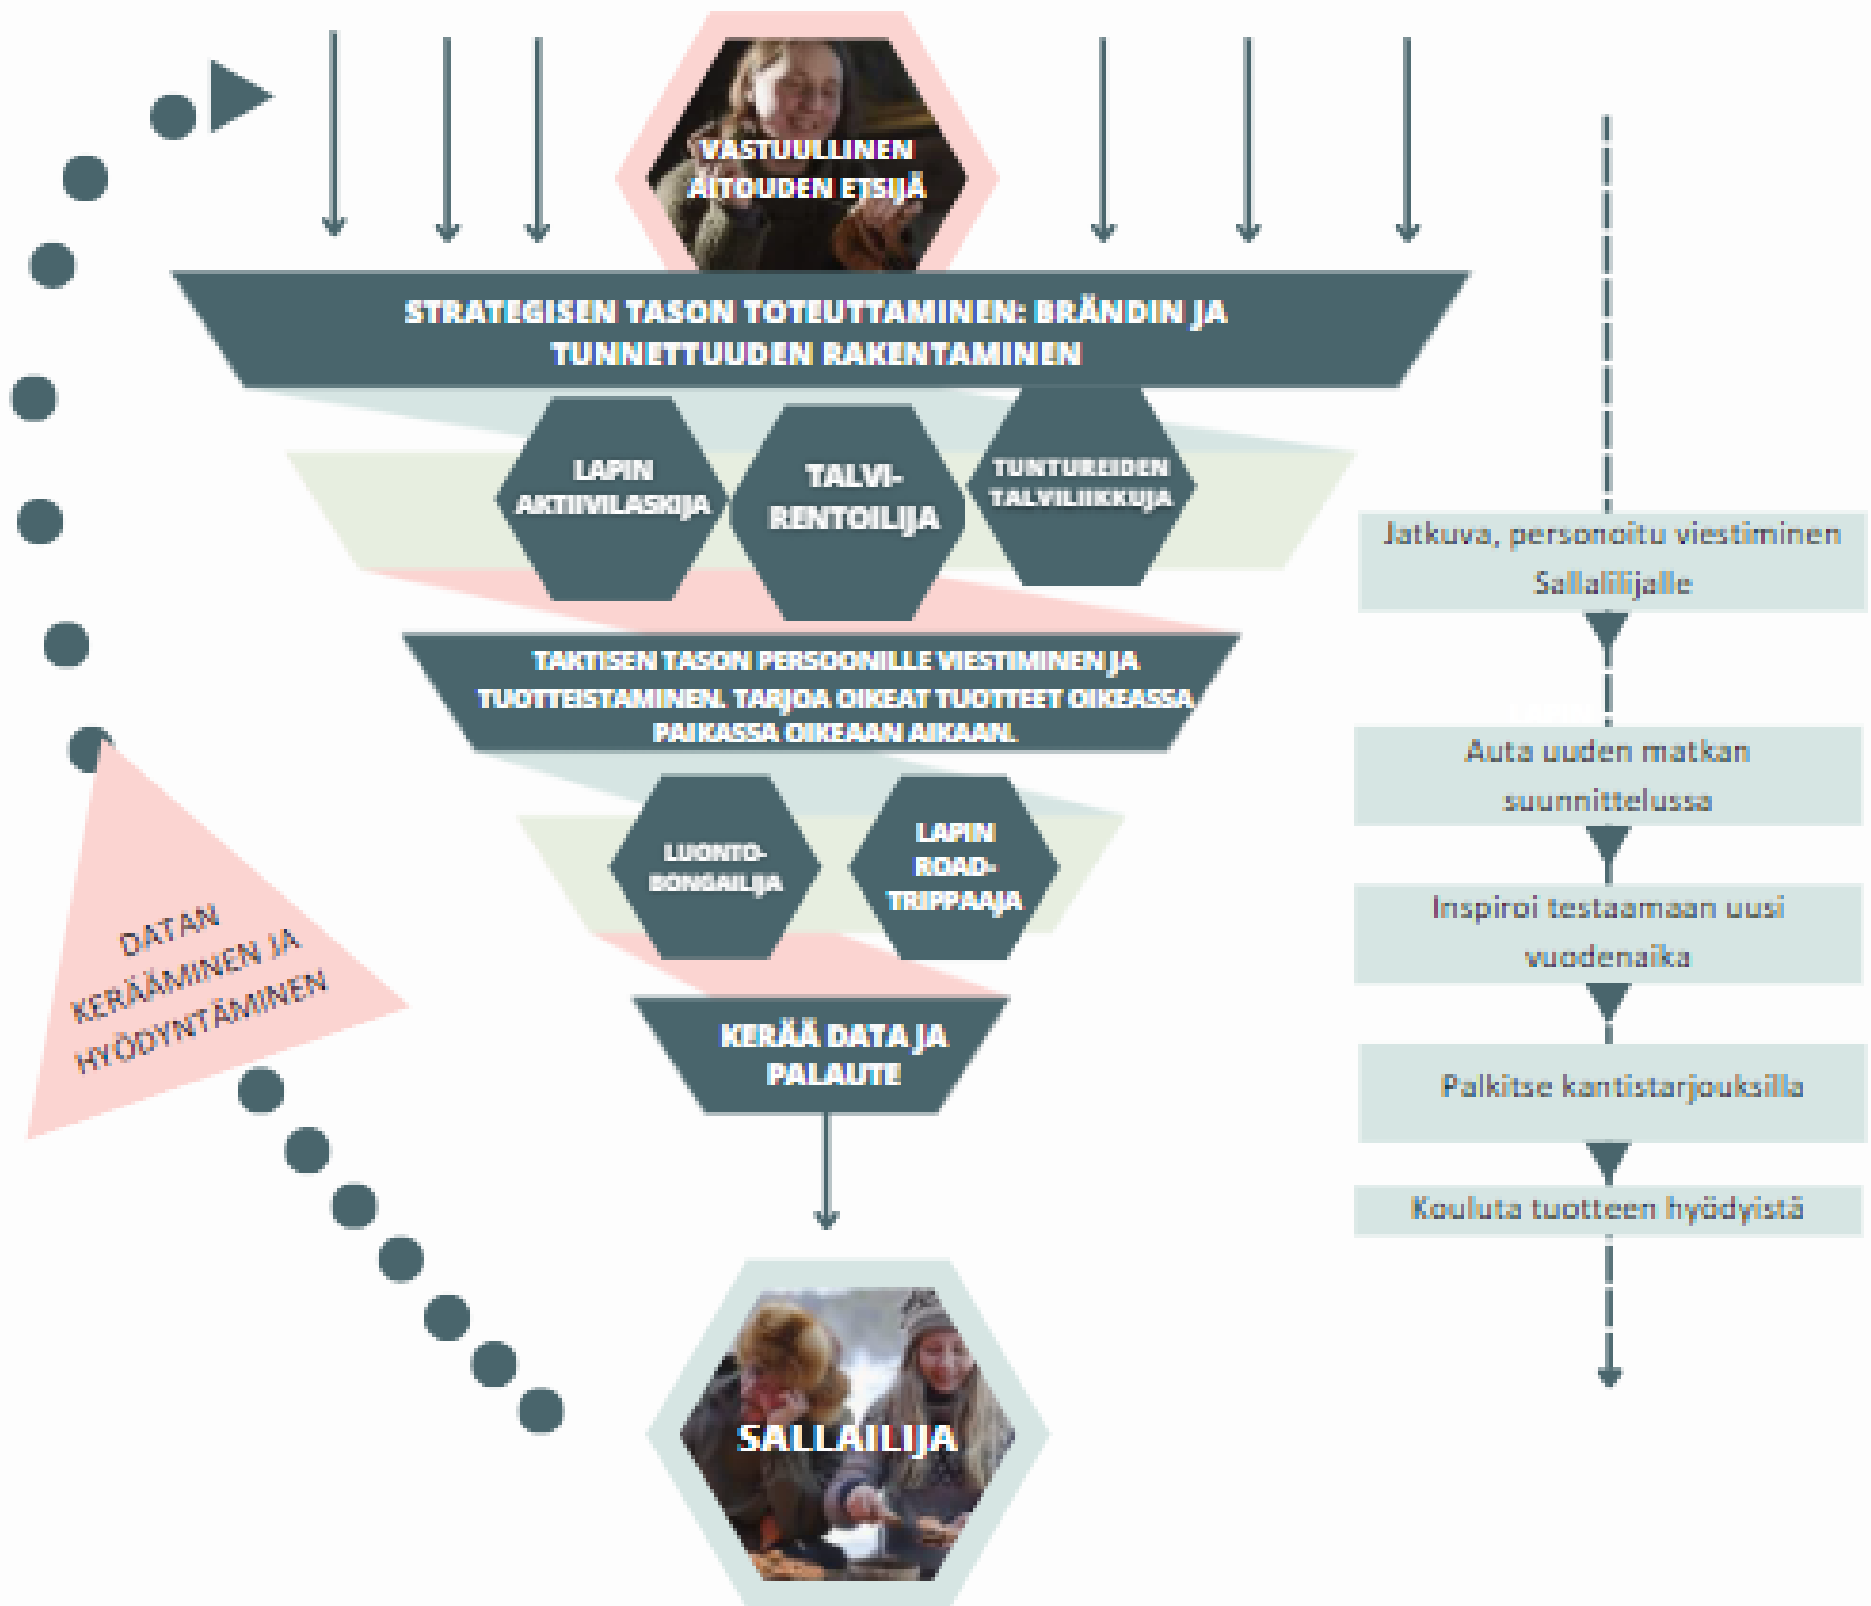 VASTUULLINEN
AITOUDEN ETSIJÄ
STRATEGISEN TASON TOTEUTTAMINEN: BRÄNDIN JA
TUNNETTUUDEN RAKENTAMINEN
LAPIN
AKTIIVILASKIJA
TALVI-
RENTOILIJA
TUNTUREIDEN
TALVILIIKKUJA
TAKTISEN TASON PERSOONILLE VIESTIMINEN JA
TUOTTEISTAMINEN. TARJOA OIKEAT TUOTTEET OIKEASSA
PAIKASSA OIKEAAN AIKAAN.
LUONTO-
BONGAILIJA
LAPIN
ROAD-
TRIPPAAJA
KERÄÄ DATA JA
PALAUTE
SALLAILIJA
DATAN
KERÄÄMINEN JA
HYÖDYNTÄMINEN
Jatkuva, personoitu viestiminen
Sallalilijalle
Auta uuden matkan
suunnittelussa
Inspiroi testaamaan uusi
vuodenaika
Palkitse kantistarjouksilla
Kouluta tuotteen hyödyistä